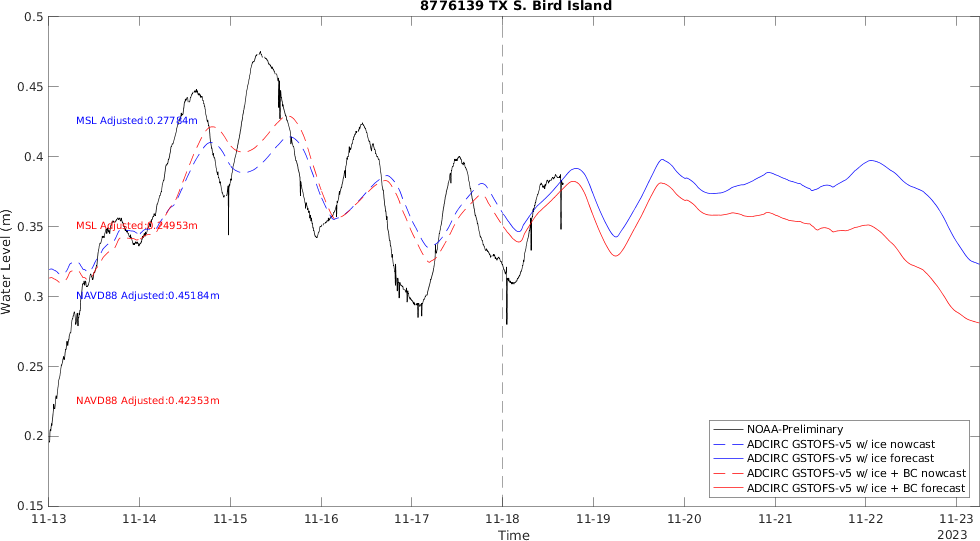 8776139 TX S. Bird Island
Water Level (m)
0.5
0.45
0.4
0.35
0.3
0.25
0.2
0.15
MSL Adjusted:0.27784m
MSL Adjusted:0.24953m
NAVD88 Adjusted:0.45184m
NAVD88 Adjusted:0.42353m
NOAA-Preliminary
ADCIRC GSTOFS-v5 w/ ice nowcast
ADCIRC GSTOFS-v5 w/ ice forecast
ADCIRC GSTOFS-v5 w/ ice + BC nowcast
ADCIRC GSTOFS-v5 w/ ice + BC forecast
11-13 11-14 11-15 11-16 11-17 11-18 11-19 11-20 11-21 11-22 11-23
Time
2023